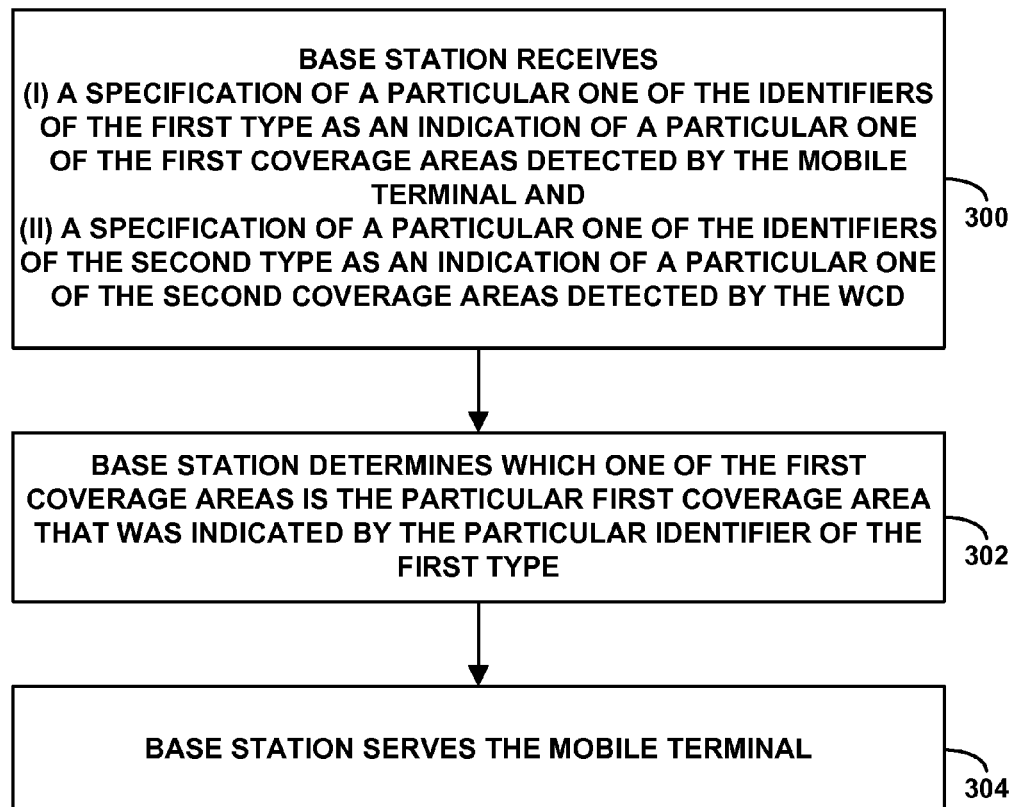 BASE STATION RECEIVES
(I) A SPECIFICATION OF A PARTICULAR ONE OF THE IDENTIFIERS
OF THE FIRST TYPE AS AN INDICATION OF A PARTICULAR ONE
OF THE FIRST COVERAGE AREAS DETECTED BY THE MOBILE
TERMINAL AND
(II) A SPECIFICATION OF A PARTICULAR ONE OF THE IDENTIFIERS
OF THE SECOND TYPE AS AN INDICATION OF A PARTICULAR ONE
OF THE SECOND COVERAGE AREAS DETECTED BY THE WCD
300
BASE STATION DETERMINES WHICH ONE OF THE FIRST
COVERAGE AREAS IS THE PARTICULAR FIRST COVERAGE AREA
THAT WAS INDICATED BY THE PARTICULAR IDENTIFIER OF THE
FIRST TYPE
302
BASE STATION SERVES THE MOBILE TERMINAL
304